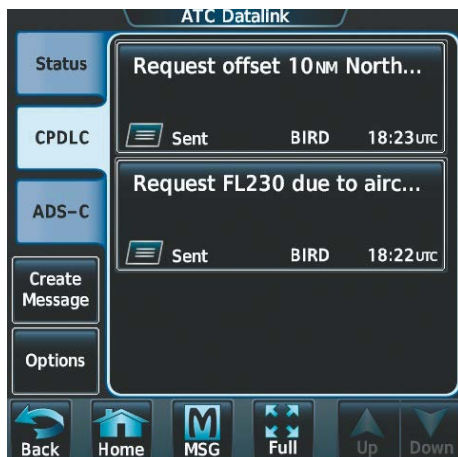 ATC Datalink
Status
CPDLC
ADS-C
Create
Message
Options
Request offset 10NM North...
Sent BIRD 18:23UTC
Request FL230 due to airc...
Sent BIRD 18:22UTC
Back
Home
MSG
Full
Up
Down